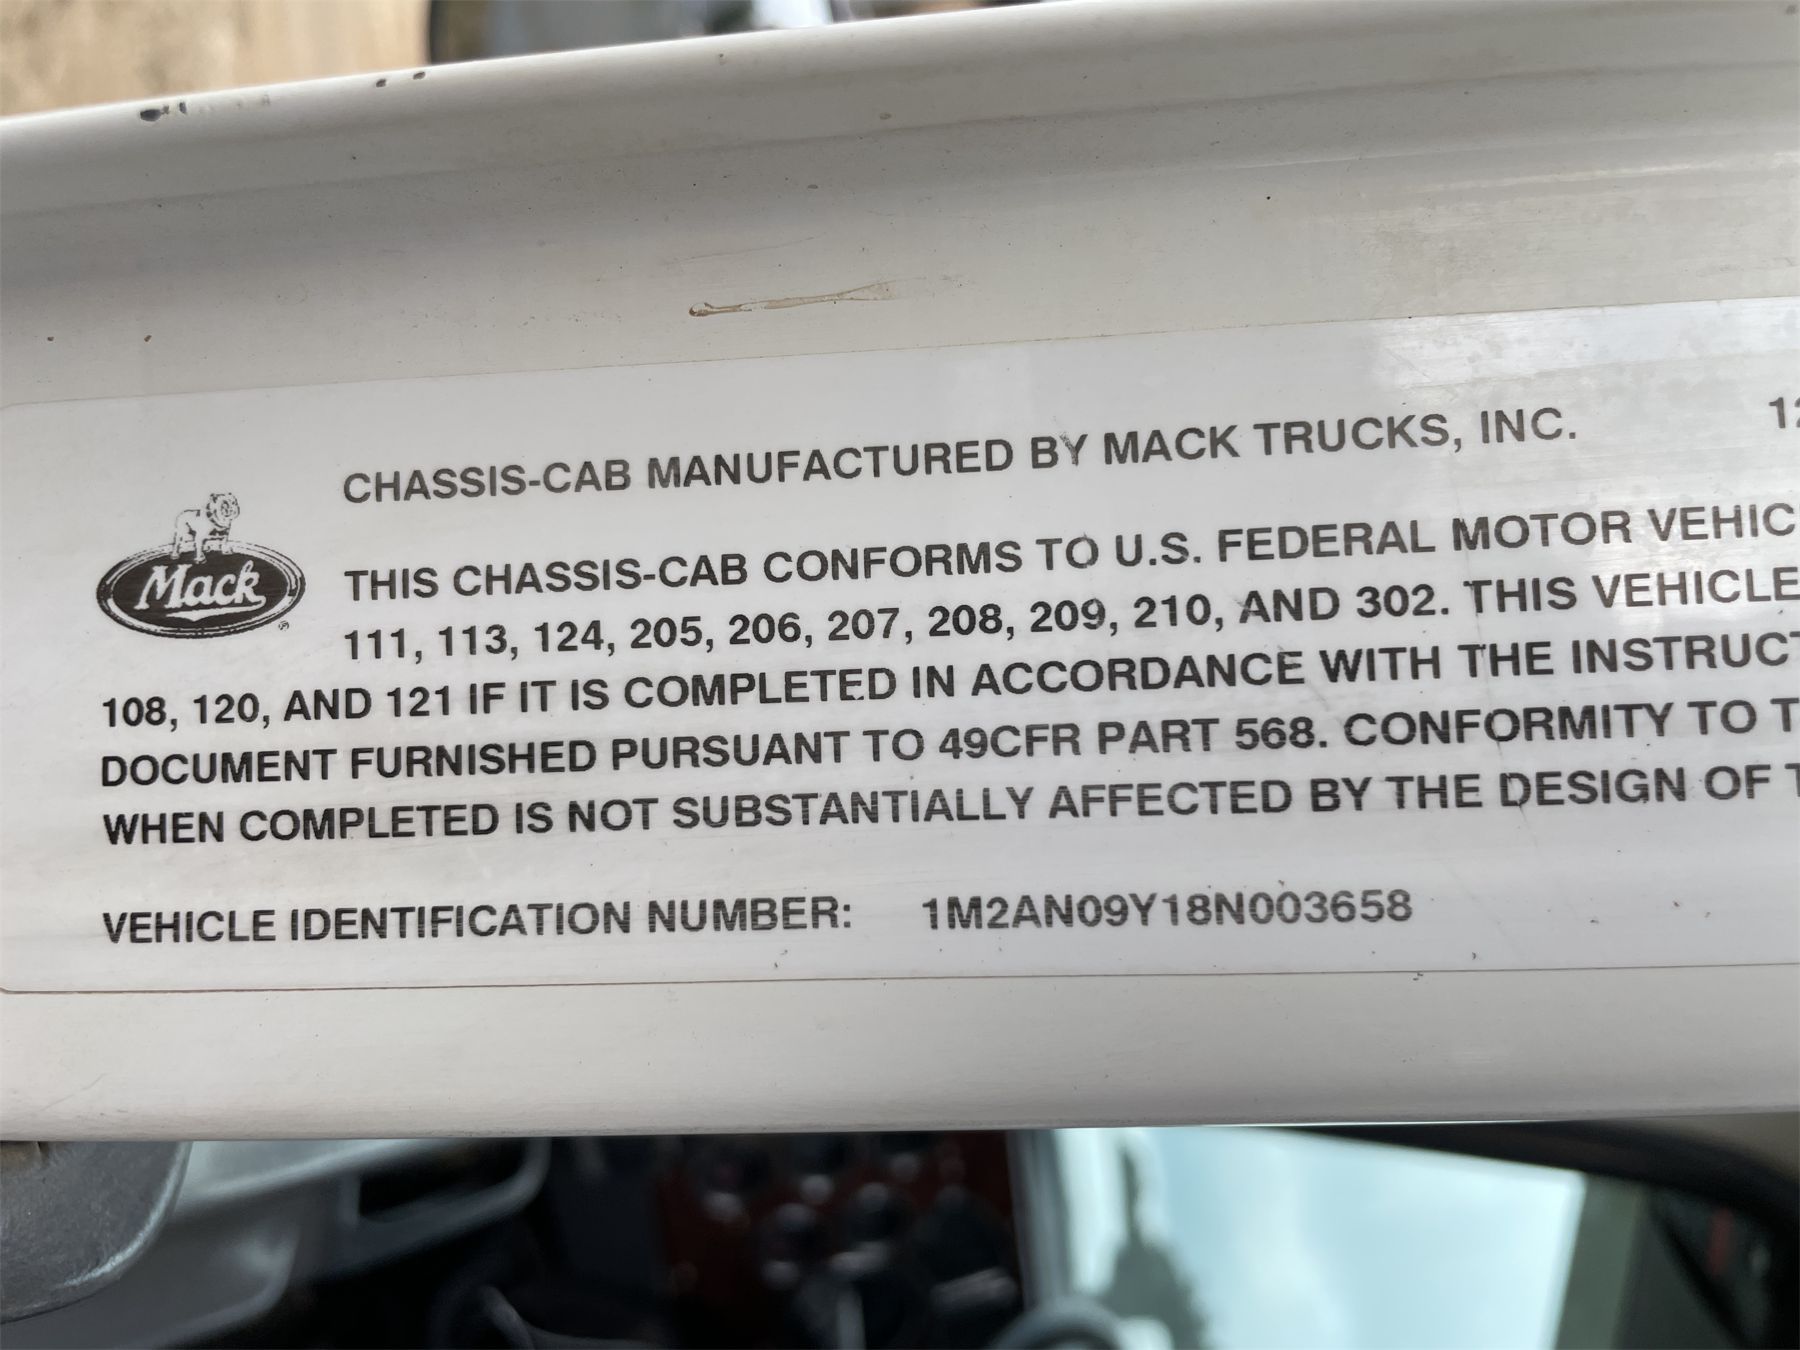 CHASSIS-CAB MANUFACTURED BY MACK TRUCKS, INC.
Mack
®
THIS CHASSIS-CAB CONFORMS TO U.S. FEDERAL MOTOR VEHIC
111, 113, 124, 205, 206, 207, 208, 209, 210, AND 302. THIS VEHICLE
108, 120, AND 121 IF IT IS COMPLETED IN ACCORDANCE WITH THE INSTRUCT
DOCUMENT FURNISHED PURSUANT TO 49CFR PART 568. CONFORMITY TO T
WHEN COMPLETED IS NOT SUBSTANTIALLY AFFECTED BY THE DESIGN OF T
VEHICLE IDENTIFICATION NUMBER: 1M2AN09Y18N003658